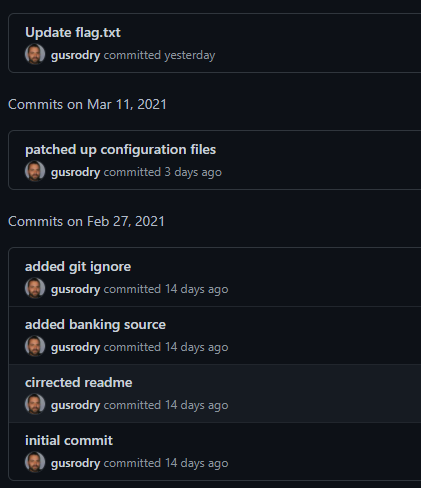 Update flag.txt
gusrodry committed yesterday
Commits on Mar 11, 2021
patched up configuration files
gusrodry committed 3 days ago
Commits on Feb 27, 2021
added git ignore
gusrodry committed 14 days ago
added banking source
gusrodry committed 14 days ago
cirrected readme
gusrodry committed 14 days ago
initial commit
gusrodry committed 14 days ago